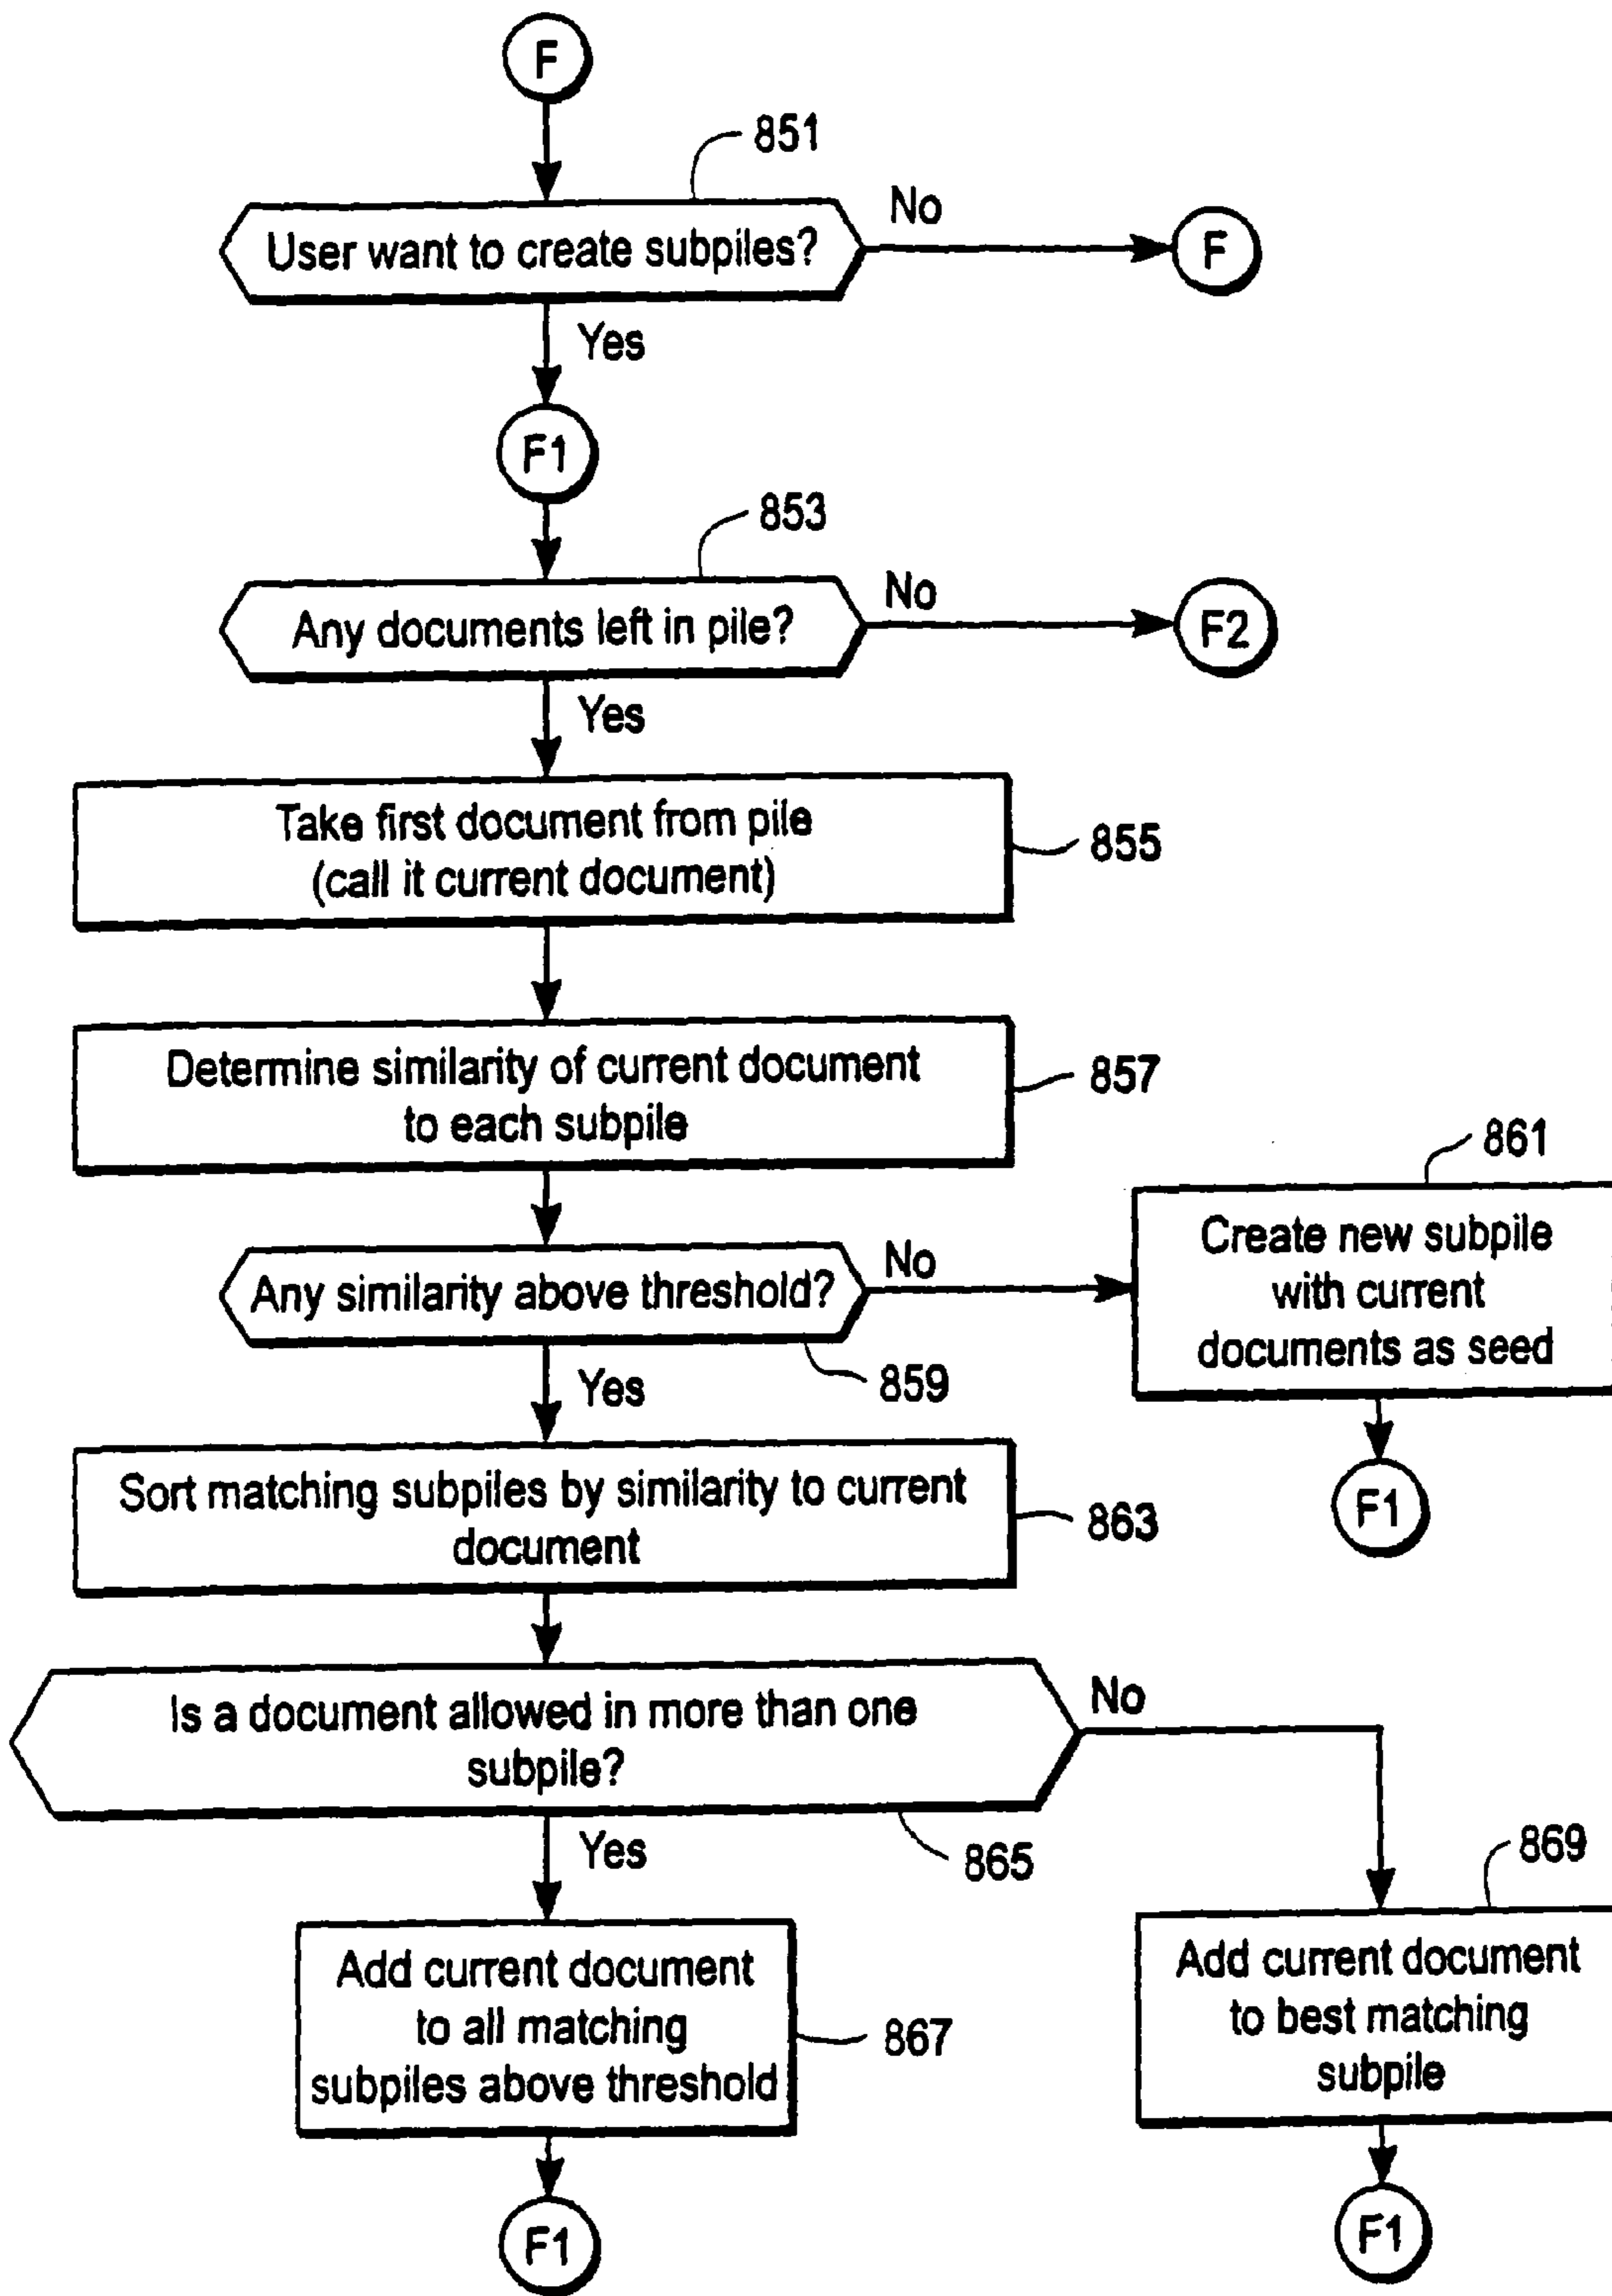 F
851
User want to create subpiles?
No
F
Yes
F1
853
Any documents left in pile?
No
F2
Yes
Take first document from pile
(call it current document)
855
Determine similarity of current document
to each subpile
857
861
Any similarity above threshold?
No
Create new subpile
with current
documents as seed
859
Yes
F1
Sort matching subpiles by similarity to current
document
863
Is a document allowed in more than one
subpile?
No
865
Yes
869
Add current document
to all matching
subpiles above threshold
867
Add current document
to best matching
subpile
F1
F1